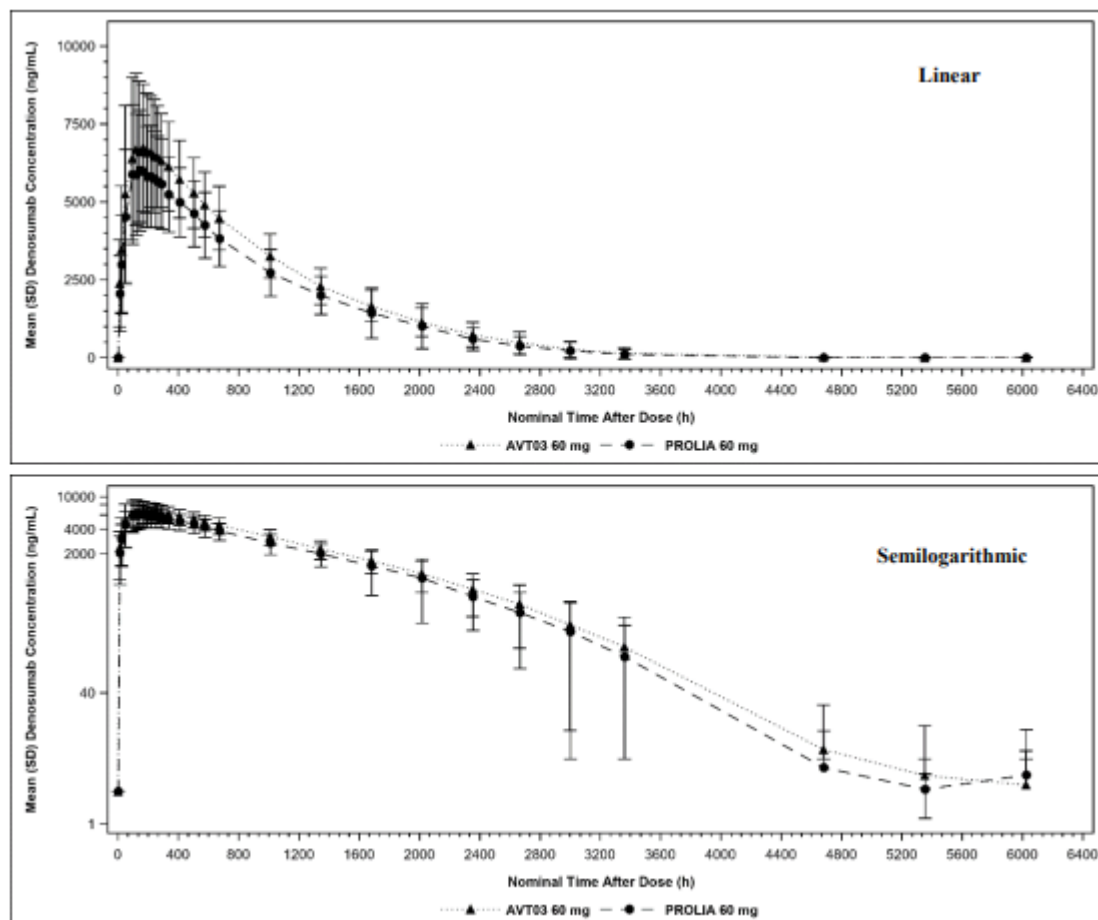 Mean (SD) Denosumab Concentration (ng/mL)
10000
7500
5000
2500
0
Linear
0 400 800 1200 1600 2000 2400 2800 3200 3600 4000 4400 4800 5200 5600 6000 6400
Nominal Time After Dose (h)
AVT03 60 mg PROLIA 60 mg
Mean (SD) Denosumab Concentration (ng/mL)
10000
4000
2000
40
1
Semilogarithmic
0 400 800 1200 1600 2000 2400 2800 3200 3600 4000 4400 4800 5200 5600 6000 6400
Nominal Time After Dose (h)
AVT03 60 mg PROLIA 60 mg